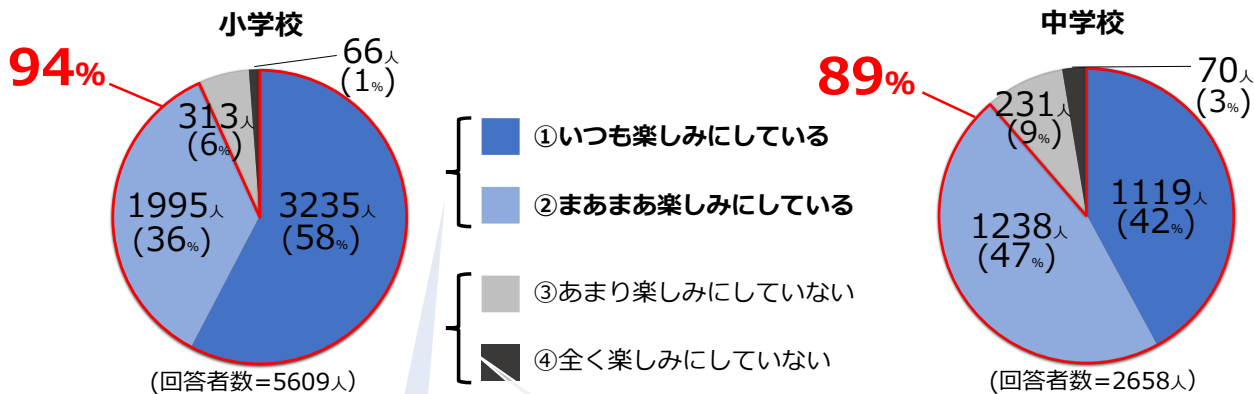 小学校
94%
66人
(1%)
313人
(6%)
1995人
(36%)
3235人
(58%)
(回答者数=5609人)
①いつも楽しみにしている
②まあまあ楽しみにしている
③あまり楽しみにしていない
④全く楽しみにしていない
中学校
89%
70人
(3%)
231人
(9%)
1119人
(42%)
1238人
(47%)
(回答者数=2658人)